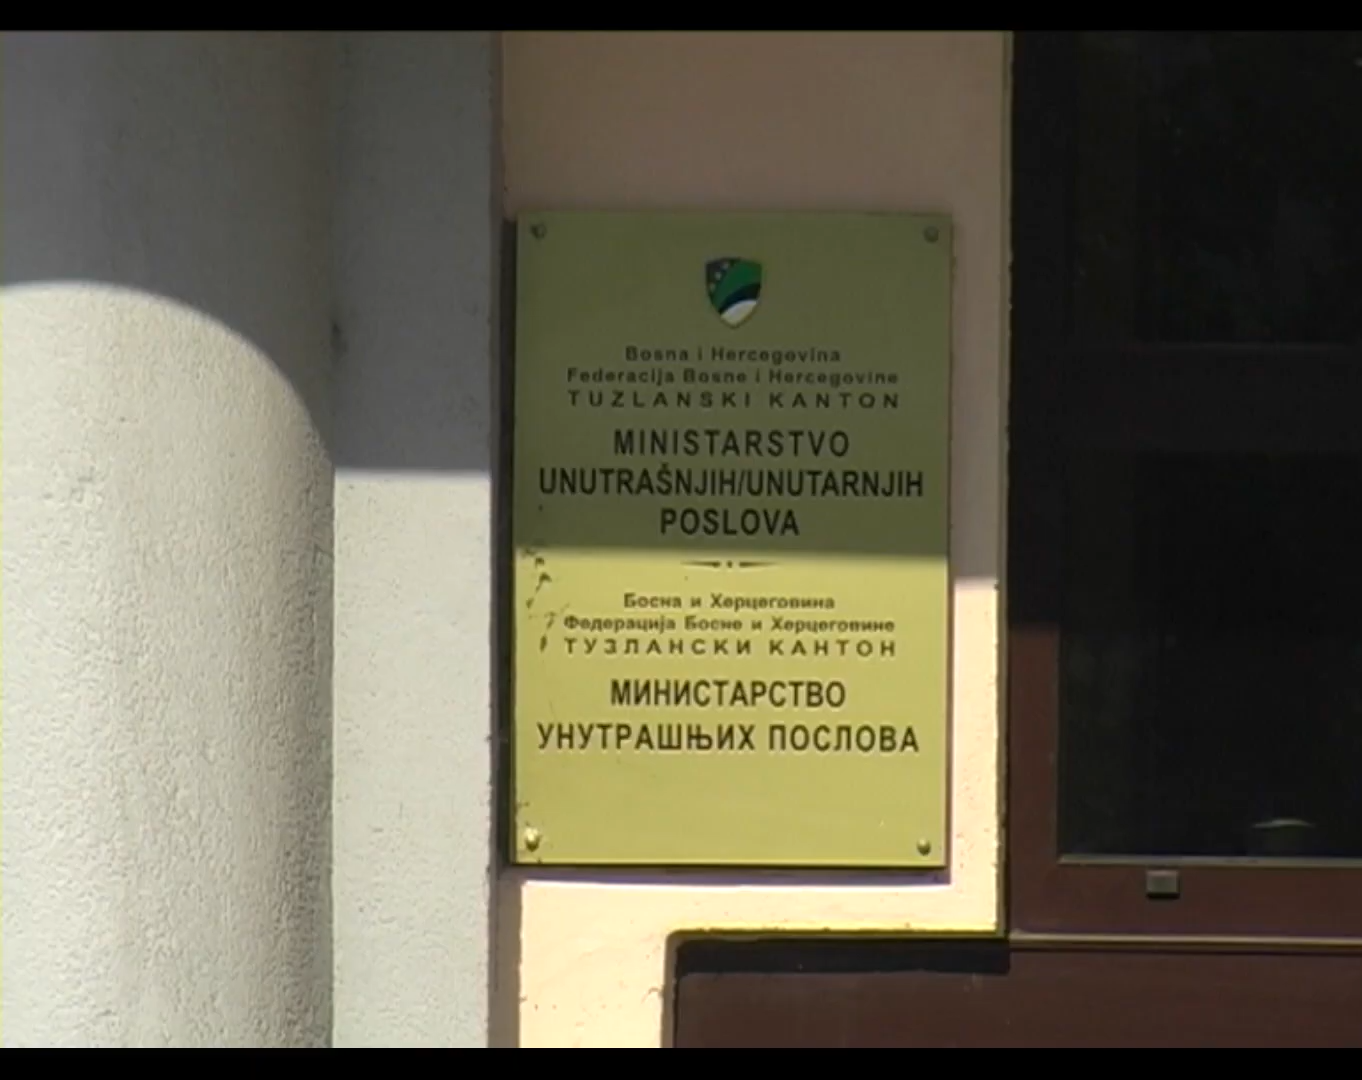 Bosna i Hercegovina
Federacija Bosne i Hercegovine
TUZLANSKI KANTON
MINISTARSTVO
UNUTRAŠNJIH/UNUTARNJIH
POSLOVA
Босна и Херцеговина
Федерација Босне и Херцеговине
ТУЗЛАНСКИ КАНТОН
МИНИСТАРСТВО
УНУТРАШЊИХ ПОСЛОВА